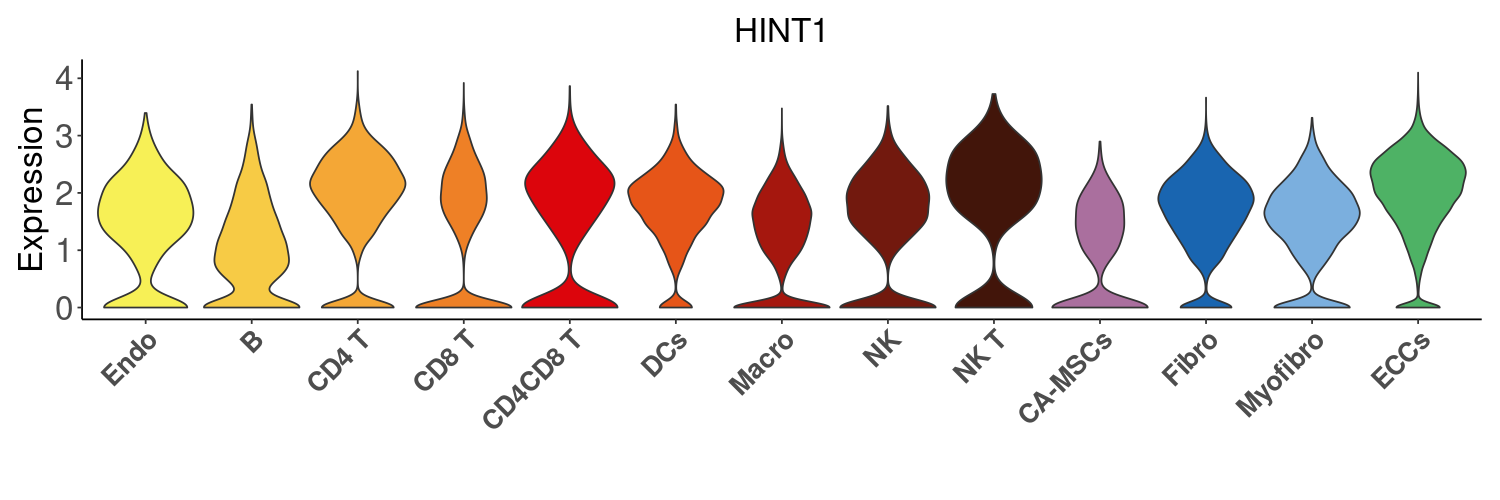 HINT1
Expression
4
3
2
1
0
Endo
B
CD4 T
CD8 T
CD4CD8 T
DCs
Macro
NK
NK T
CA-MSCs
Fibro
Myofibro
ECCs